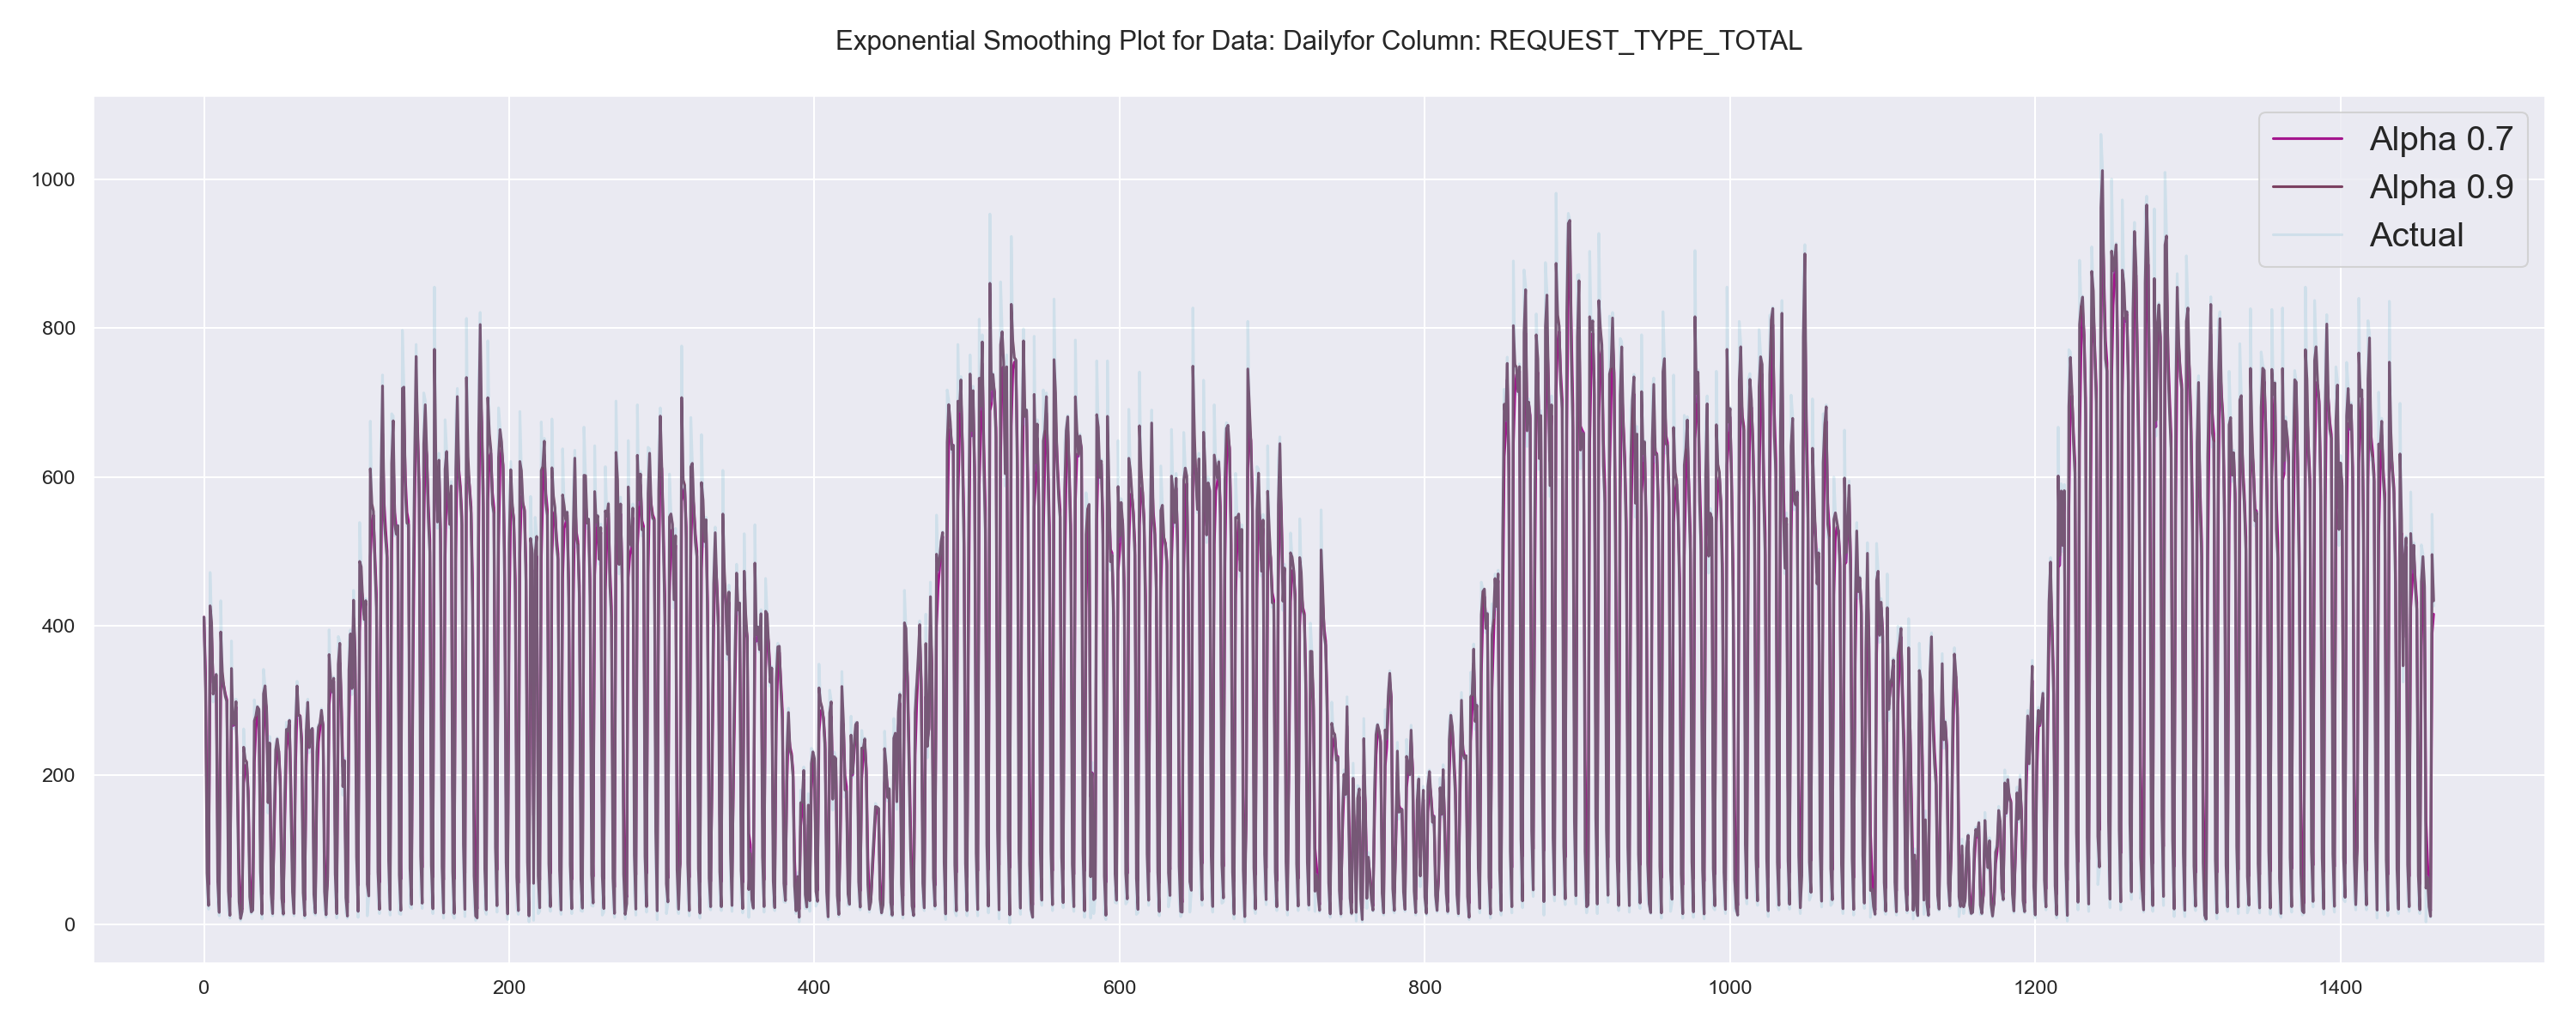 Exponential Smoothing Plot for Data: Dailyfor Column: REQUEST_TYPE_TOTAL
Alpha 0.7
Alpha 0.9
Actual
1000
800
600
400
200
0
0 200 400 600 800 1000 1200 1400